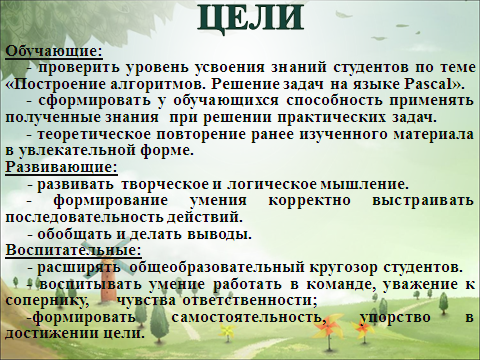 ЦЕЛИ
Обучающие:
- проверить уровень усвоения знаний студентов по теме
«Построение алгоритмов. Решение задач на языке Pascal».
- сформировать у обучающихся способность применять
полученные знания при решении практических задач.
- теоретическое повторение ранее изученного материала
в увлекательной форме.
Развивающие:
- развивать творческое и логическое мышление.
- формирование умения корректно выстраивать
последовательность действий.
- обобщать и делать выводы.
Воспитательные:
- расширять общеобразовательный кругозор студентов.
- воспитывать умение работать в команде, уважение к
сопернику, чувства ответственности;
-формировать самостоятельность, упорство в
достижении цели.